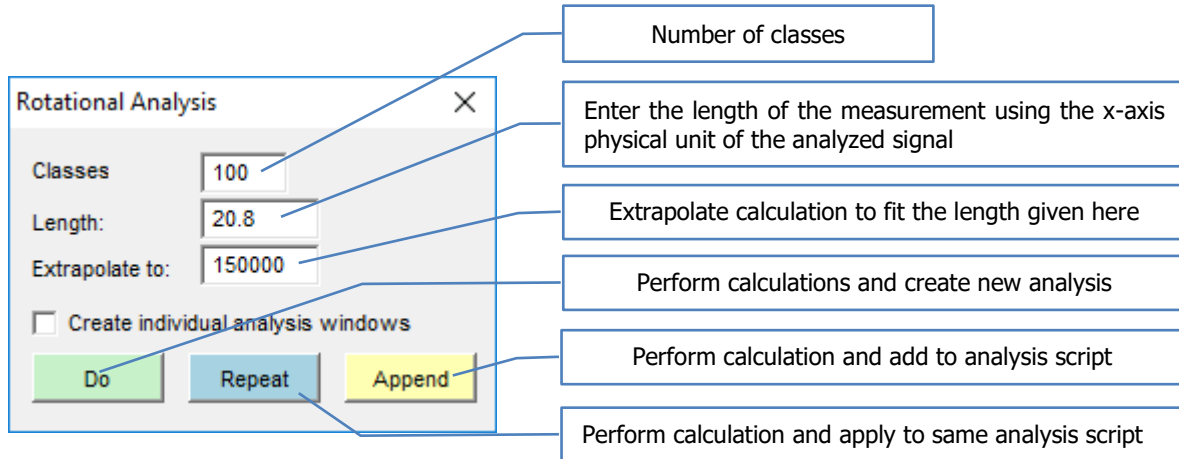 Number of classes
Rotational Analysis
Enter the length of the measurement using the x-axis
physical unit of the analyzed signal
Classes
100
Length:
20.8
Extrapolate calculation to fit the length given here
Extrapolate to:
150000
Perform calculations and create new analysis
Create individual analysis windows
Perform calculation and add to analysis script
Do
Repeat
Append
Perform calculation and apply to same analysis script